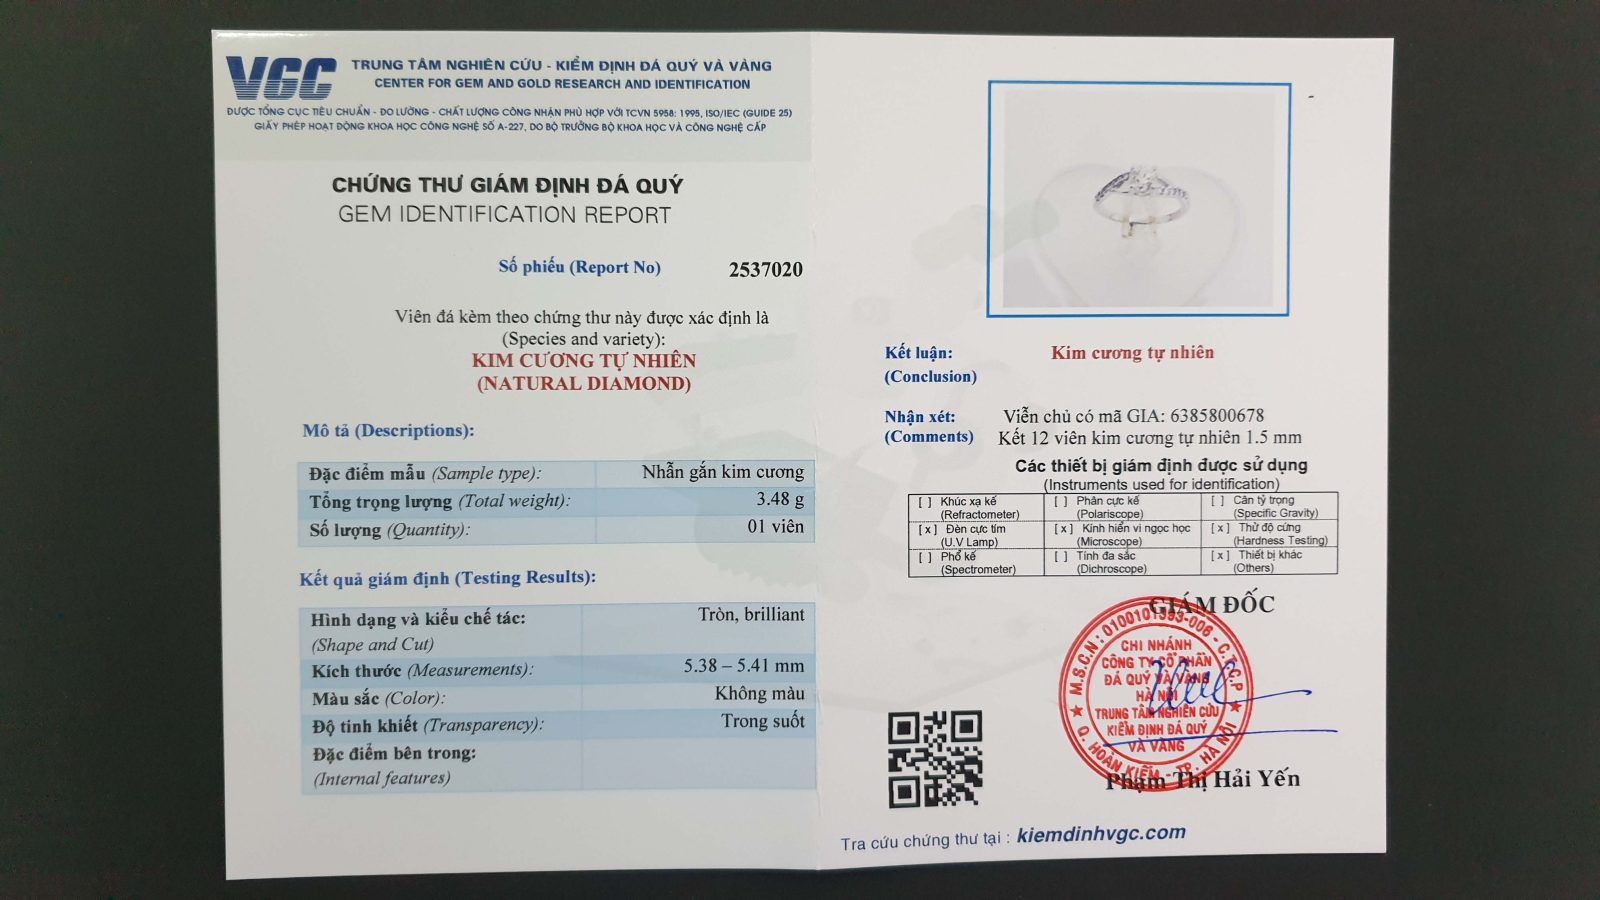 VGC
TRUNG TÂM NGHIÊN CỨU - KIỂM ĐỊNH ĐÁ QUÝ VÀ VÀNG
CENTER FOR GEM AND GOLD RESEARCH AND IDENTIFICATION
ĐƯỢC TỔNG CỤC TIÊU CHUẨN - ĐO LƯỜNG - CHẤT LƯỢNG CÔNG NHẬN PHÙ HỢP VỚI TCVN 5958: 1995, ISO/IEC (GUIDE 25)
GIẤY PHÉP HOẠT ĐỘNG KHOA HỌC CÔNG NGHỆ SỐ A-227, DO BỘ TRƯỞNG BỘ KHOA HỌC VÀ CÔNG NGHỆ CẤP
CHỨNG THƯ GIÁM ĐỊNH ĐÁ QUÝ
GEM IDENTIFICATION REPORT
Số phiếu (Report No) 2537020
Viên đá kèm theo chứng thư này được xác định là
(Species and variety):
KIM CƯƠNG TỰ NHIÊN
(NATURAL DIAMOND)
Mô tả (Descriptions):
Đặc điểm mẫu (Sample type): Nhẫn gắn kim cương
Tổng trọng lượng (Total weight): 3.48 g
Số lượng (Quantity): 01 viên
Kết quả giám định (Testing Results):
Hình dạng và kiểu chế tác: Tròn, brilliant
(Shape and Cut)
Kích thước (Measurements): 5.38 – 5.41 mm
Màu sắc (Color): Không màu
Độ tinh khiết (Transparency): Trong suốt
Đặc điểm bên trong:
(Internal features)
Kết luận: Kim cương tự nhiên
(Conclusion)
Nhận xét: Viễn chủ có mã GIA: 6385800678
(Comments) Kết 12 viên kim cương tự nhiên 1.5 mm
Các thiết bị giám định được sử dụng
(Instruments used for identification)
[ ] Khúc xạ kế [ ] Phân cực kế [ ] Cân tỷ trọng
(Refractometer) (Polariscope) (Specific Gravity)
[x] Đèn cực tím [x] Kính hiển vi ngọc học [x] Thử độ cứng
(U.V Lamp) (Microscope) (Hardness Testing)
[ ] Phổ kế [ ] Tính đa sắc [x] Thiết bị khác
(Spectrometer) (Dichroscope) (Others)
GIÁM ĐỐC
M.S.C.N: 0100101393-006 - C.T.C.P
CHI NHÁNH
CÔNG TY CỔ PHẦN
ĐÁ QUÝ VÀ VÀNG
HÀ NỘI
TRUNG TÂM NGHIÊN CỨU
KIỂM ĐỊNH ĐÁ QUÝ
VÀ VÀNG
Q. HOÀN KIẾM - TP. HÀ NỘI
Phạm Thị Hải Yến
Tra cứu chứng thư tại : kiemdinhvgc.com